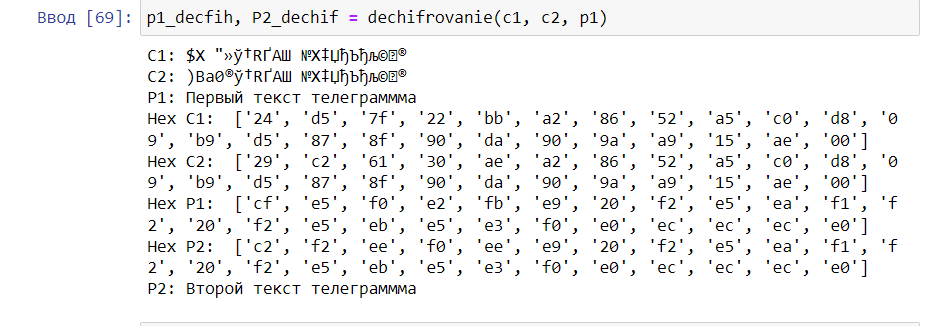 Ввод [69]: p1_decfih, P2_dechif = dechifrovanie(c1, c2, p1)
C1: $Х "»ў†RҐАШ №Х‡ЏђЪђљ©®
C2: )Ва0®ў†RҐАШ №Х‡ЏђЪђљ©®
P1: Первый текст телеграммма
Hex C1:  ['24', 'd5', '7f', '22', 'bb', 'a2', '86', '52', 'a5', 'c0', 'd8', '0
9', 'b9', 'd5', '87', '8f', '90', 'da', '90', '9a', 'a9', '15', 'ae', '00']
Hex C2:  ['29', 'c2', '61', '30', 'ae', 'a2', '86', '52', 'a5', 'c0', 'd8', '0
9', 'b9', 'd5', '87', '8f', '90', 'da', '90', '9a', 'a9', '15', 'ae', '00']
Hex P1:  ['cf', 'e5', 'f0', 'e2', 'fb', 'e9', '20', 'f2', 'e5', 'ea', 'f1', 'f
2', '20', 'f2', 'e5', 'eb', 'e5', 'e3', 'f0', 'e0', 'ec', 'ec', 'ec', 'e0']
Hex P2:  ['c2', 'f2', 'ee', 'f0', 'ee', 'e9', '20', 'f2', 'e5', 'ea', 'f1', 'f
2', '20', 'f2', 'e5', 'eb', 'e5', 'e3', 'f0', 'e0', 'ec', 'ec', 'ec', 'e0']
P2: Второй текст телеграммма